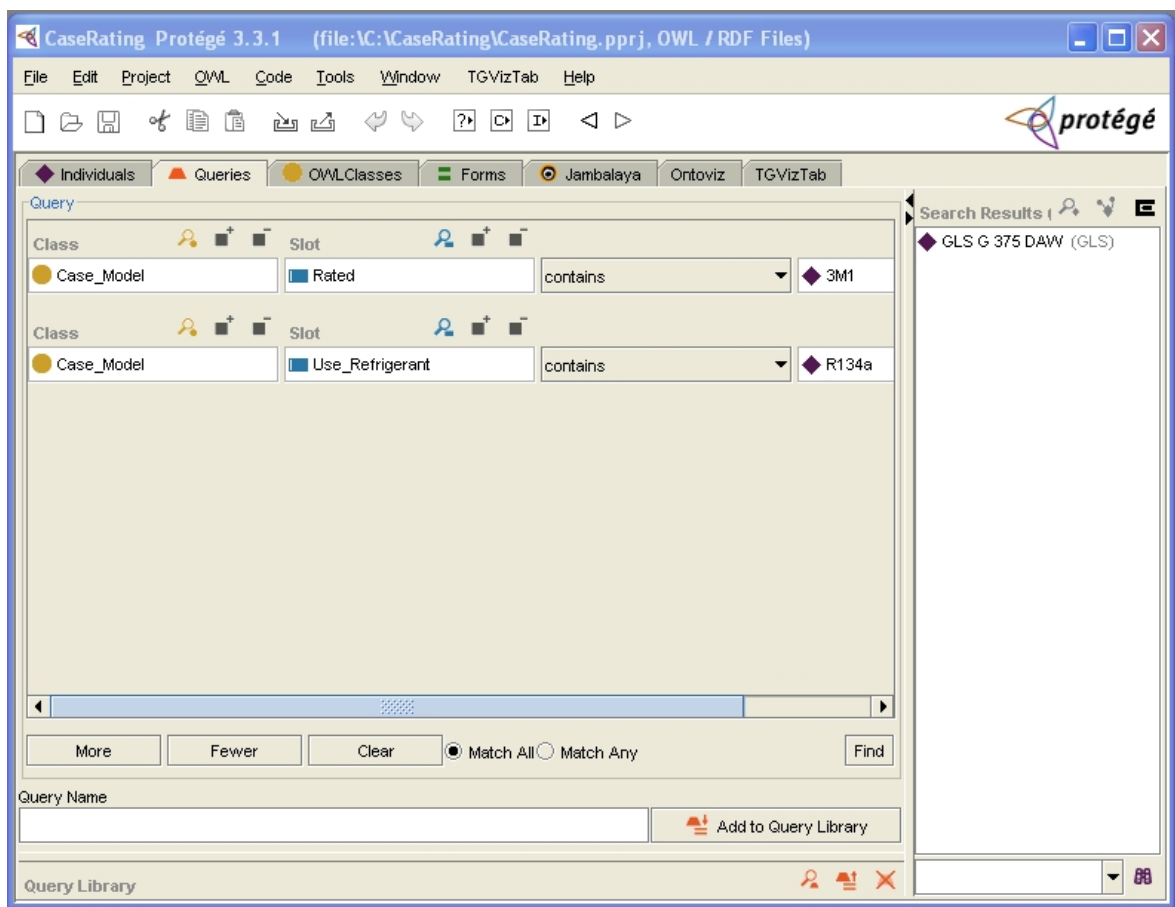 CaseRating Protégé 3.3.1 (file:\C:\CaseRating\CaseRating.pprj, OWL / RDF Files)
File Edit Project OWL Code Tools Window TGVizTab Help
protégé
Individuals Queries OWLClasses Forms Jambalaya Ontoviz TGVizTab
Query
Search Results (
Class Slot
GLS G 375 DAW (GLS)
Case_Model Rated contains 3M1
Class Slot
Case_Model Use_Refrigerant contains R134a
More Fewer Clear Match All Match Any Find
Query Name
Add to Query Library
Query Library